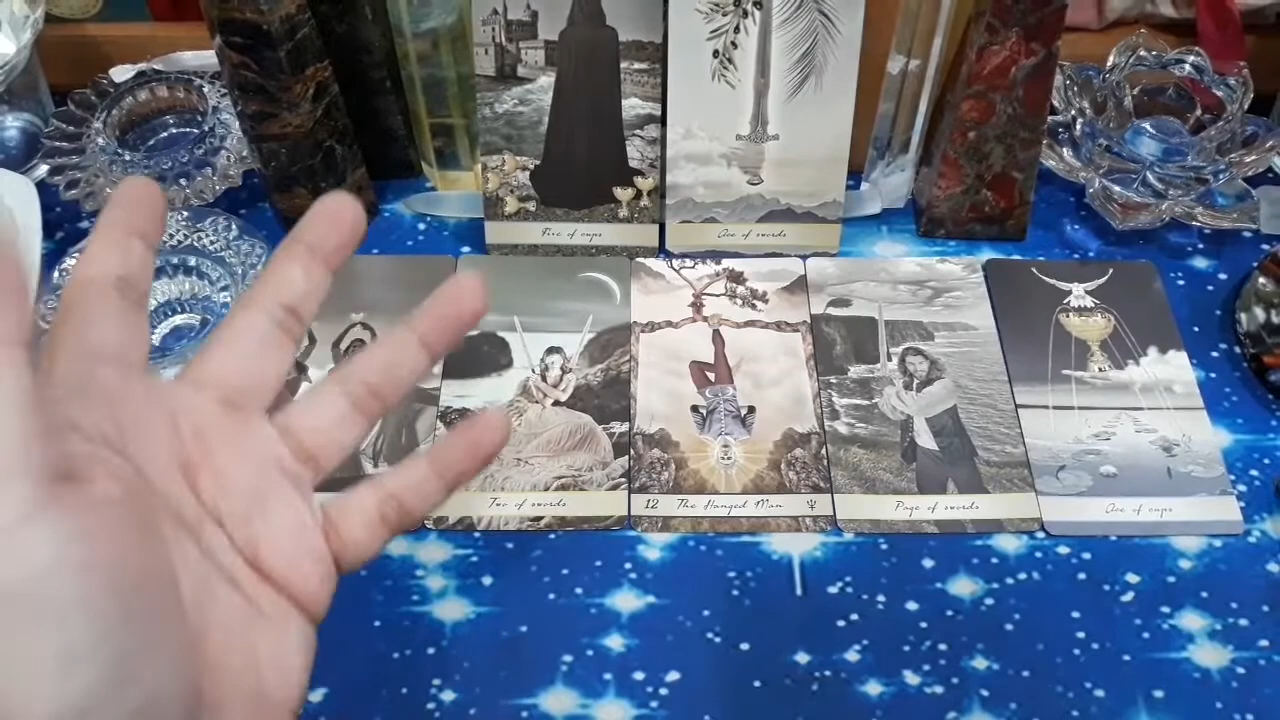 Five of cups
Ace of swords
Two of swords
12 The Hanged Man
Page of swords
Ace of cups